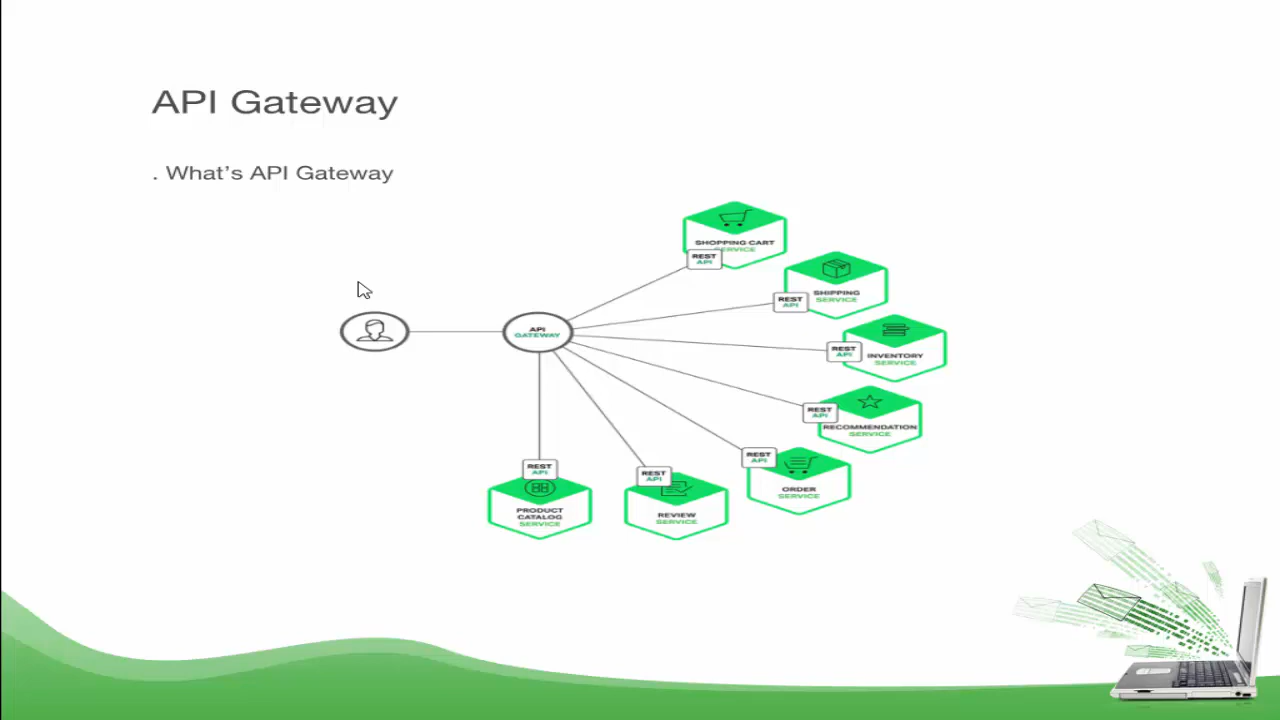 API Gateway
. What's API Gateway
SHOPPING CART
SERVICE
REST
API
SHIPPING
SERVICE
REST
API
API
GATEWAY
REST
API
INVENTORY
SERVICE
REST
API
RECOMMENDATION
SERVICE
REST
API
ORDER
SERVICE
REST
API
REVIEW
SERVICE
REST
API
PRODUCT
CATALOG
SERVICE